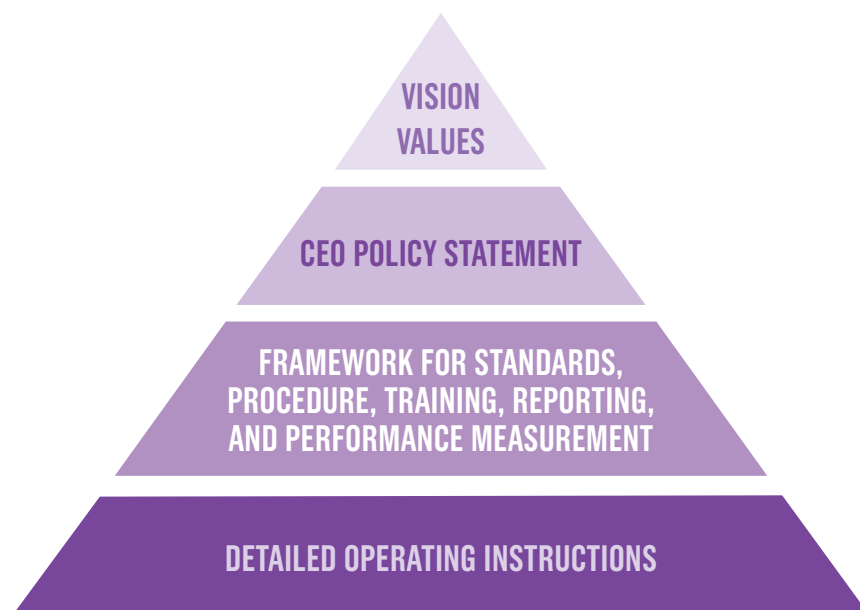 VISION
VALUES
CEO POLICY STATEMENT
FRAMEWORK FOR STANDARDS,
PROCEDURE, TRAINING, REPORTING,
AND PERFORMANCE MEASUREMENT
DETAILED OPERATING INSTRUCTIONS